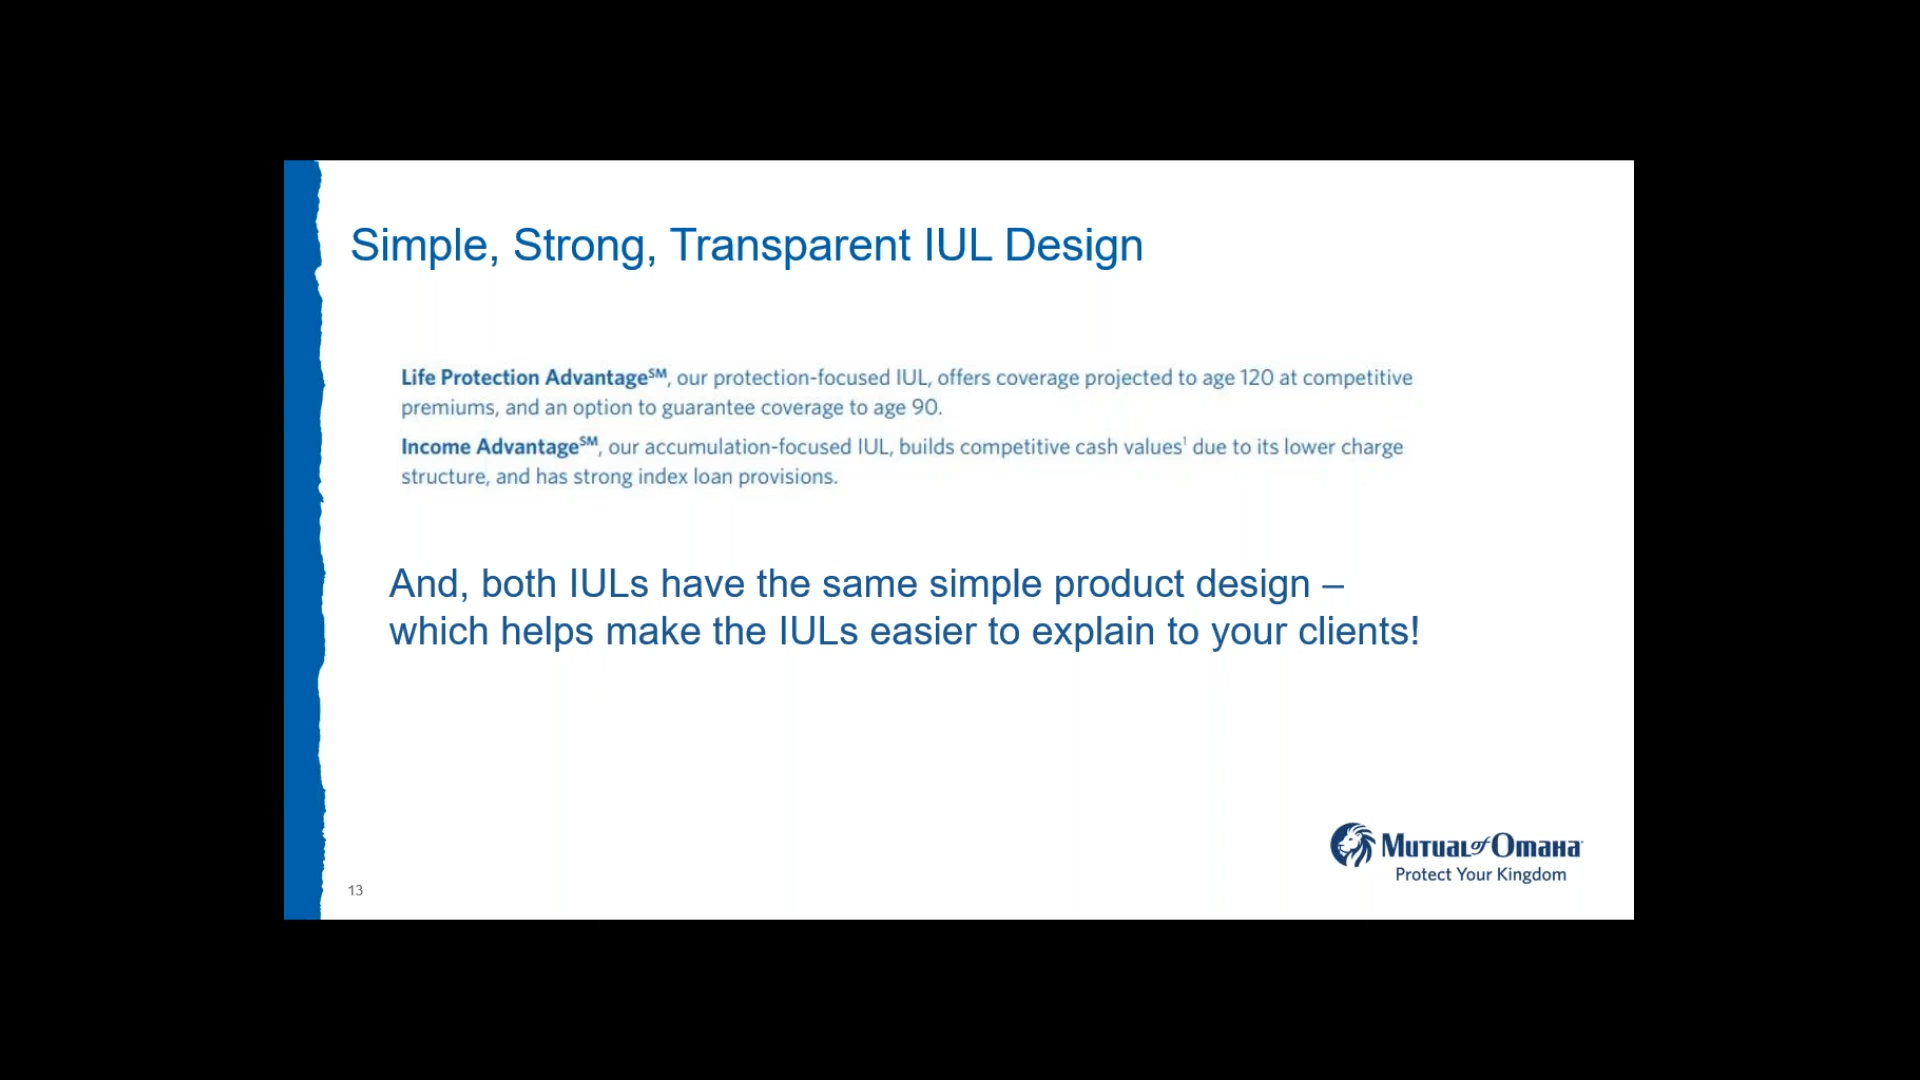 Simple, Strong, Transparent IUL Design
Life Protection Advantage℠, our protection-focused IUL, offers coverage projected to age 120 at competitive
premiums, and an option to guarantee coverage to age 90.
Income Advantage℠, our accumulation-focused IUL, builds competitive cash values¹ due to its lower charge
structure, and has strong index loan provisions.
And, both IULs have the same simple product design –
which helps make the IULs easier to explain to your clients!
Mutual of Omaha
Protect Your Kingdom
13